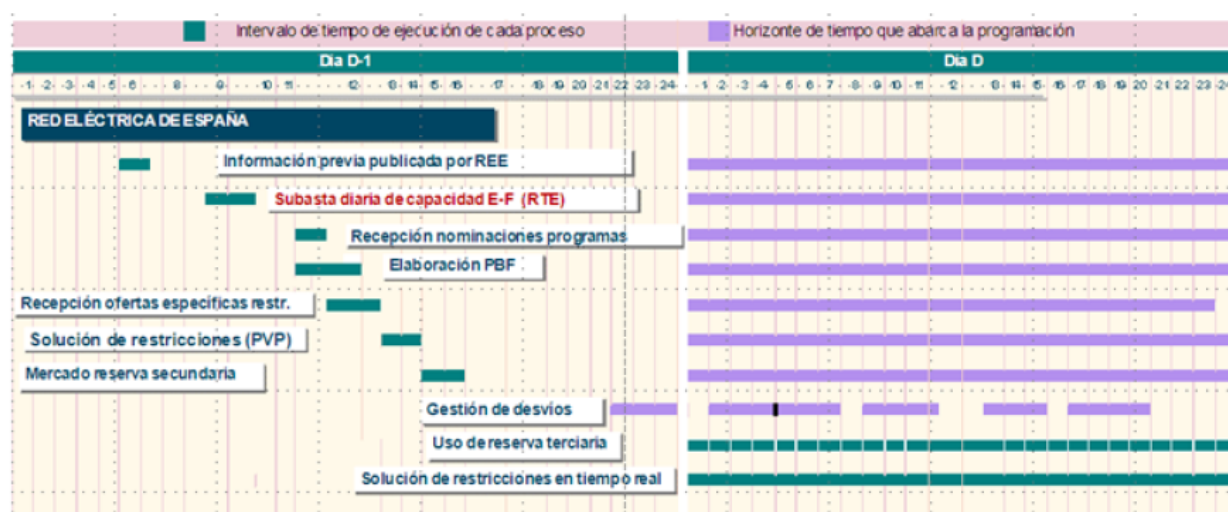 Intervalo de tiempo de ejecución de cada proceso Horizonte de tiempo que abarca a la programación
Dia D-1 Dia D
RED ELÉCTRICA DE ESPAÑA
Información previa publicada por REE
Subasta diaria de capacidad E-F (RTE)
Recepción nominaciones programas
Elaboración PBF
Recepción ofertas específicas restr.
Solución de restricciones (PVP)
Mercado reserva secundaria
Gestión de desvíos
Uso de reserva terciaria
Solución de restricciones en tiempo real